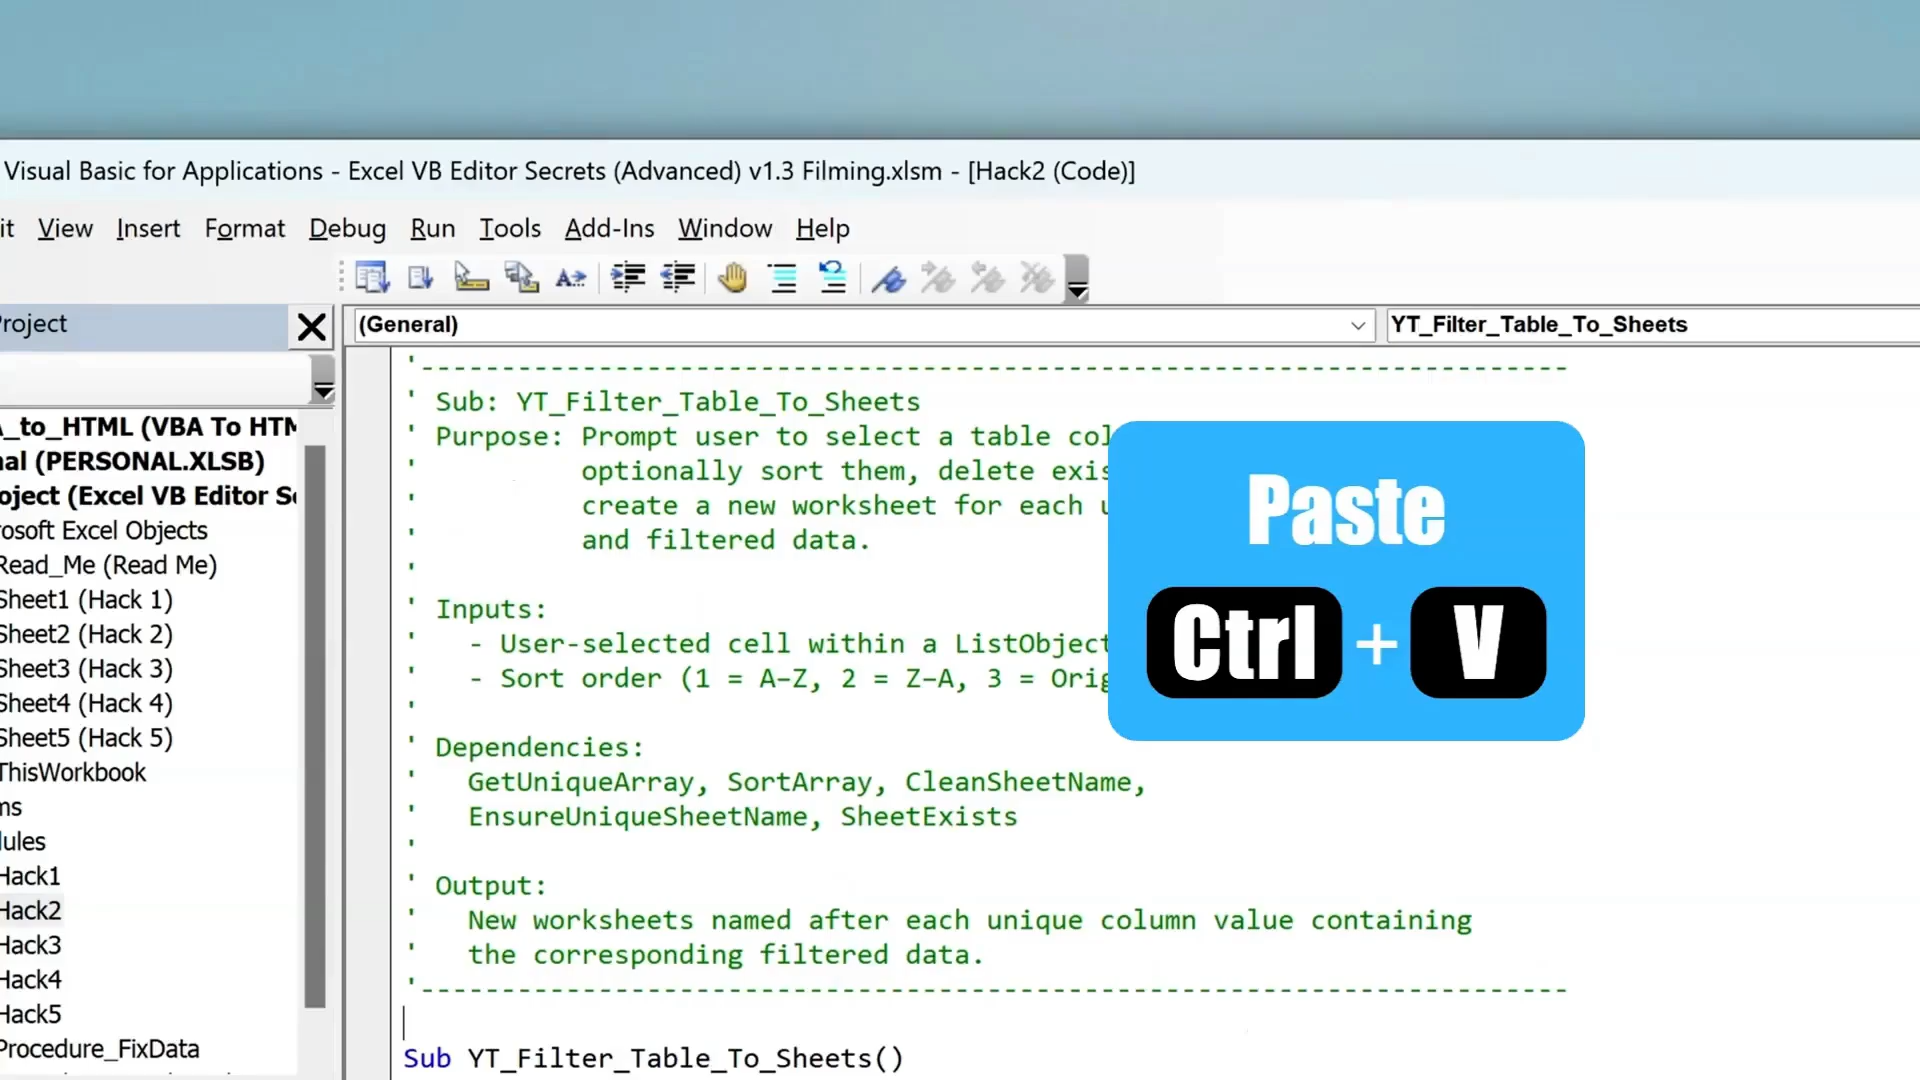 Visual Basic for Applications - Excel VB Editor Secrets (Advanced) v1.3 Filming.xlsm - [Hack2 (Code)]
it View Insert Format Debug Run Tools Add-Ins Window Help
Project
(General)
YT_Filter_Table_To_Sheets
A_to_HTML (VBA To HTM
nal (PERSONAL.XLSB)
oject (Excel VB Editor Se
rosoft Excel Objects
Read_Me (Read Me)
Sheet1 (Hack 1)
Sheet2 (Hack 2)
Sheet3 (Hack 3)
Sheet4 (Hack 4)
Sheet5 (Hack 5)
ThisWorkbook
ms
dules
Hack1
Hack2
Hack3
Hack4
Hack5
Procedure_FixData
'-----------------------------------------------------------------------
' Sub: YT_Filter_Table_To_Sheets
' Purpose: Prompt user to select a table col
' optionally sort them, delete exis
' create a new worksheet for each u
' and filtered data.
'
' Inputs:
' - User-selected cell within a ListObject
' - Sort order (1 = A–Z, 2 = Z–A, 3 = Orig
'
' Dependencies:
' GetUniqueArray, SortArray, CleanSheetName,
' EnsureUniqueSheetName, SheetExists
'
' Output:
' New worksheets named after each unique column value containing
' the corresponding filtered data.
'-----------------------------------------------------------------------
Sub YT_Filter_Table_To_Sheets()
Paste
Ctrl + V